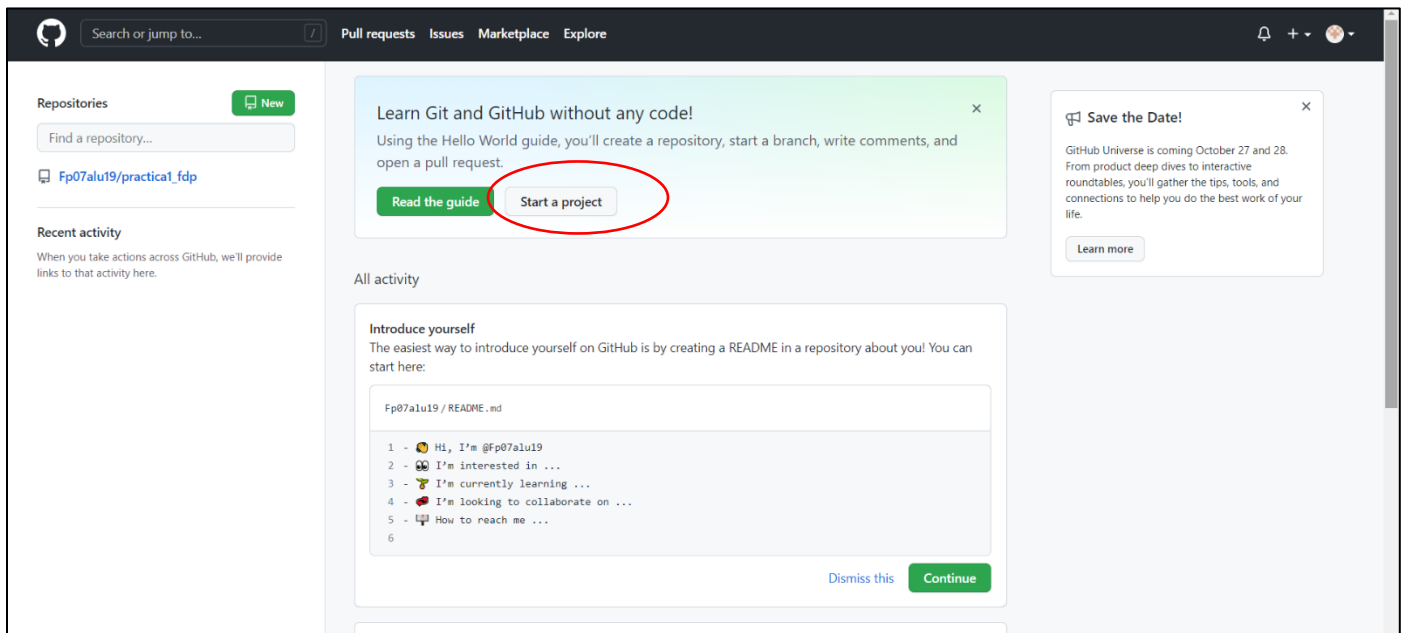 Search or jump to...
/
Pull requests Issues Marketplace Explore
Repositories
New
Find a repository...
Fp07alu19/practica1_fdp
Recent activity
When you take actions across GitHub, we'll provide
links to that activity here.
Learn Git and GitHub without any code!
Using the Hello World guide, you'll create a repository, start a branch, write comments, and
open a pull request.
Read the guide
Start a project
All activity
Introduce yourself
The easiest way to introduce yourself on GitHub is by creating a README in a repository about you! You can
start here:
Fp07alu19 / README.md
1 - 👋 Hi, I'm @Fp07alu19
2 - 👀 I'm interested in ...
3 - 🌱 I'm currently learning ...
4 - 💞️ I'm looking to collaborate on ...
5 - 📫 How to reach me ...
6
Dismiss this
Continue
Save the Date!
GitHub Universe is coming October 27 and 28.
From product deep dives to interactive
roundtables, you'll gather the tips, tools, and
connections to help you do the best work of your
life.
Learn more